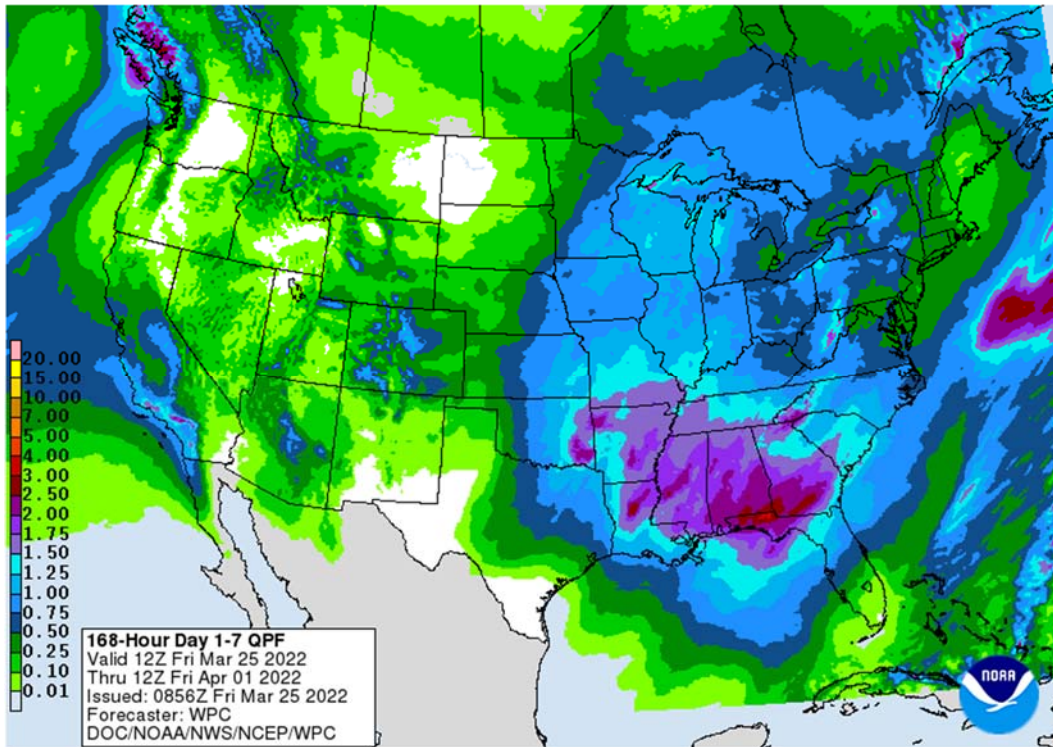 20.00
15.00
10.00
7.00
5.00
4.00
3.00
2.50
2.00
1.75
1.50
1.25
1.00
0.75
0.50
0.25
0.10
0.01
168-Hour Day 1-7 QPF
Valid 12Z Fri Mar 25 2022
Thru 12Z Fri Apr 01 2022
Issued: 0856Z Fri Mar 25 2022
Forecaster: WPC
DOC/NOAA/NWS/NCEP/WPC
NOAA